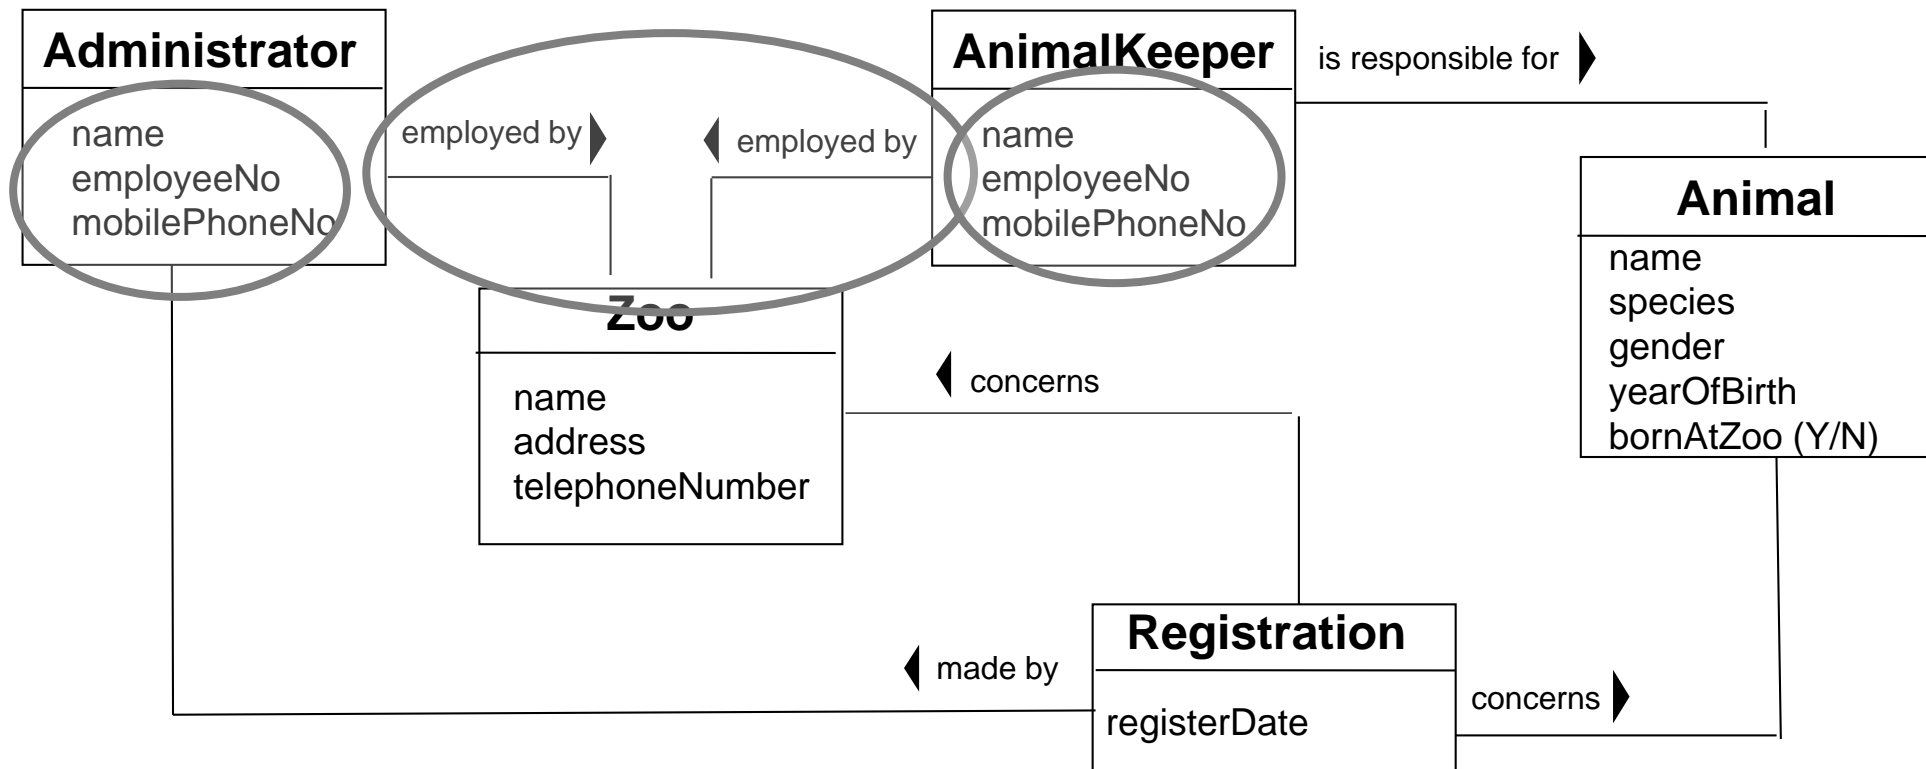 Administrator
name
employeeNo
mobilePhoneNo
employed by
employed by
AnimalKeeper
name
employeeNo
mobilePhoneNo
is responsible for
Animal
name
species
gender
yearOfBirth
bornAtZoo (Y/N)
Zoo
name
address
telephoneNumber
concerns
Registration
registerDate
made by
concerns